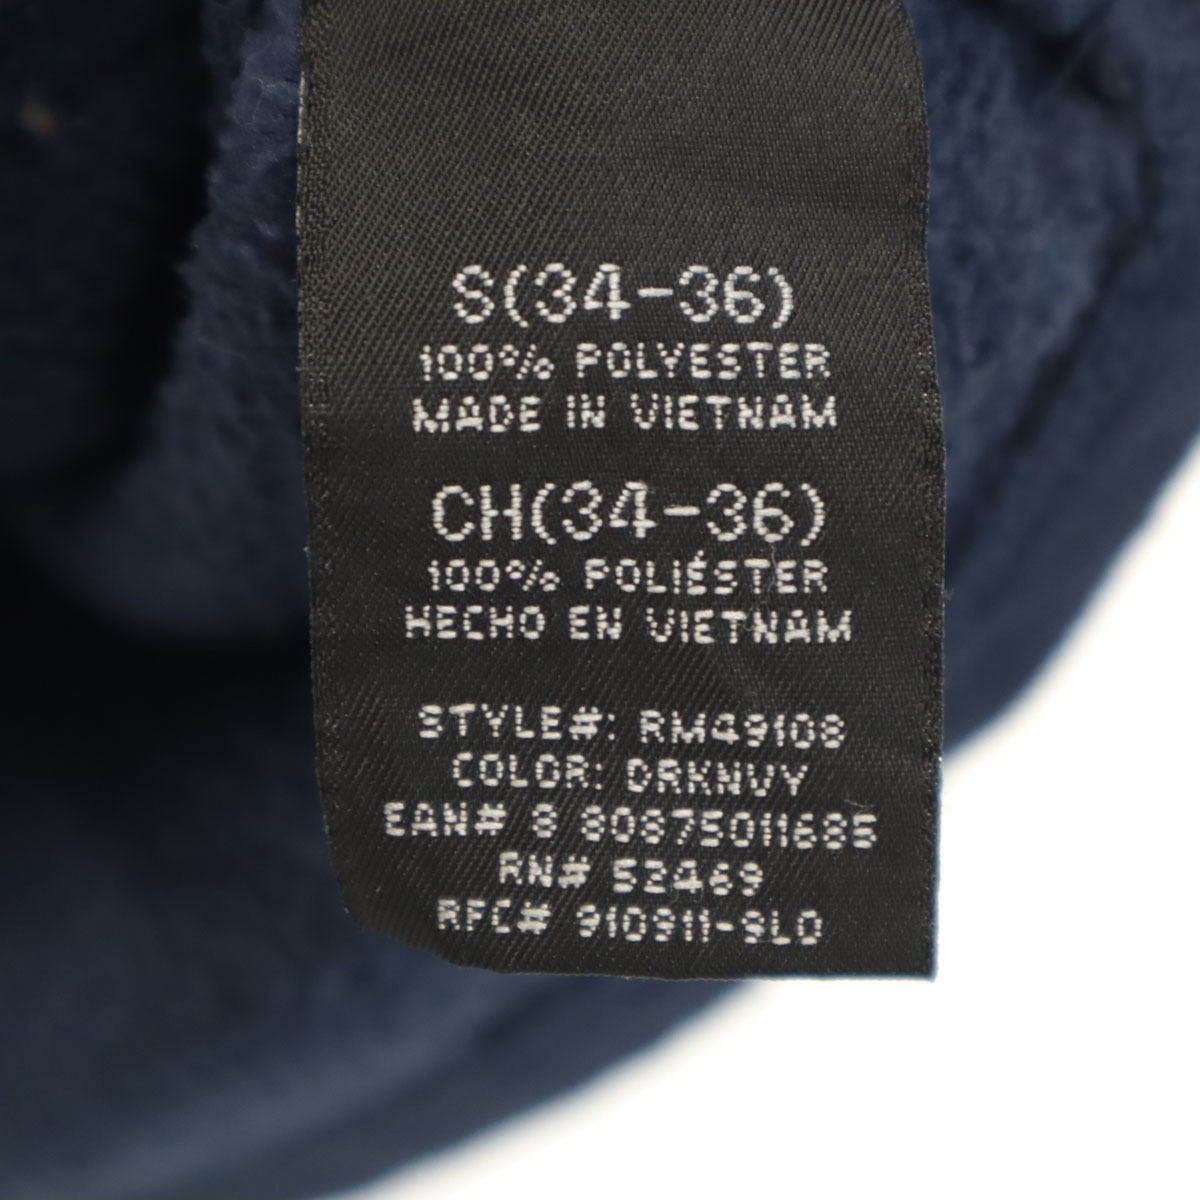 S(34-36)
100% POLYESTER
MADE IN VIETNAM
CH(34-36)
100% POLIÉSTER
HECHO EN VIETNAM
STYLE#: RM49108
COLOR: DRKNVY
EAN# 8 80875011685
RN# 52469
RFC# 910911-9L0